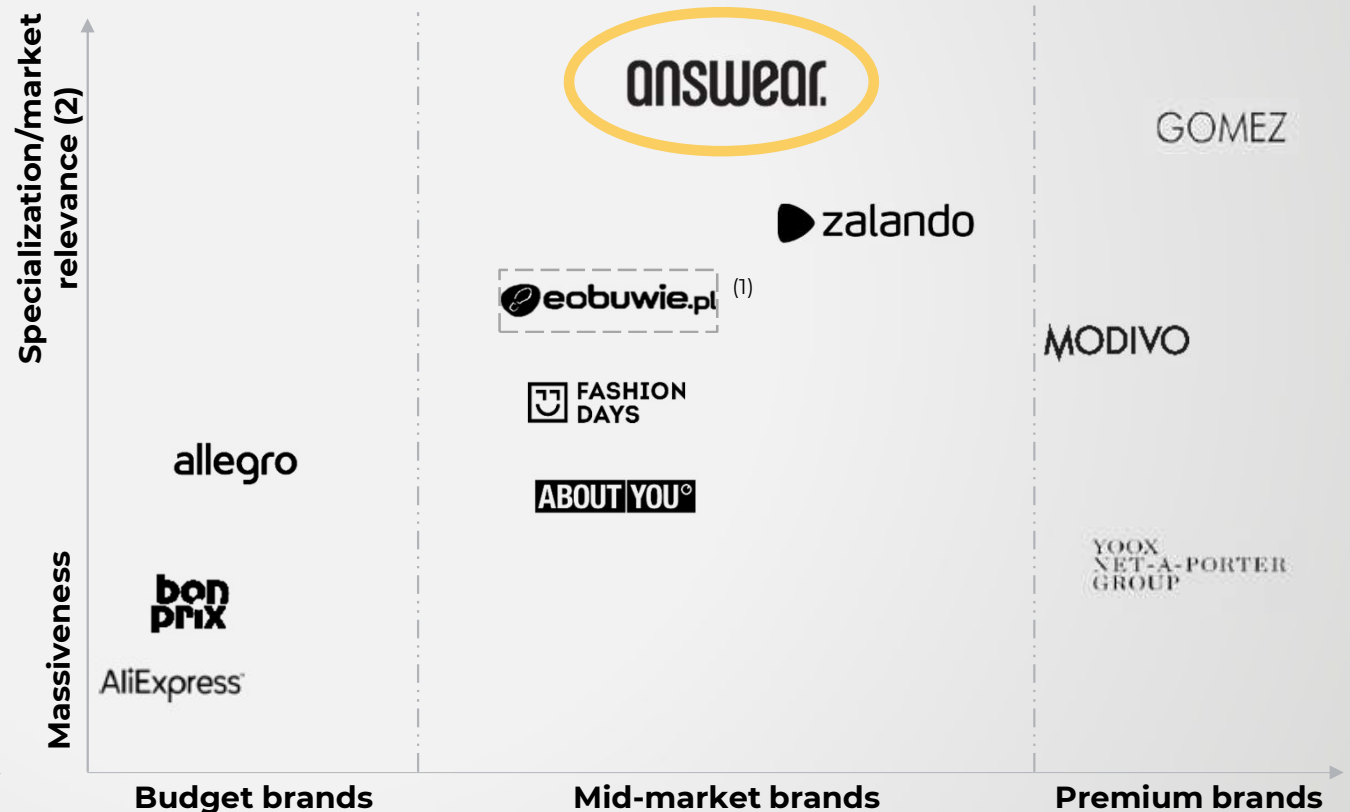 Specialization/market
relevance (2)
Massiveness
answear.
GOMEZ
zalando
eobuwie.pl
(1)
MODIVO
FASHION
DAYS
allegro
ABOUT YOU°
YOOX
NET-A-PORTER
GROUP
bon
prix
AliExpress™
Budget brands
Mid-market brands
Premium brands